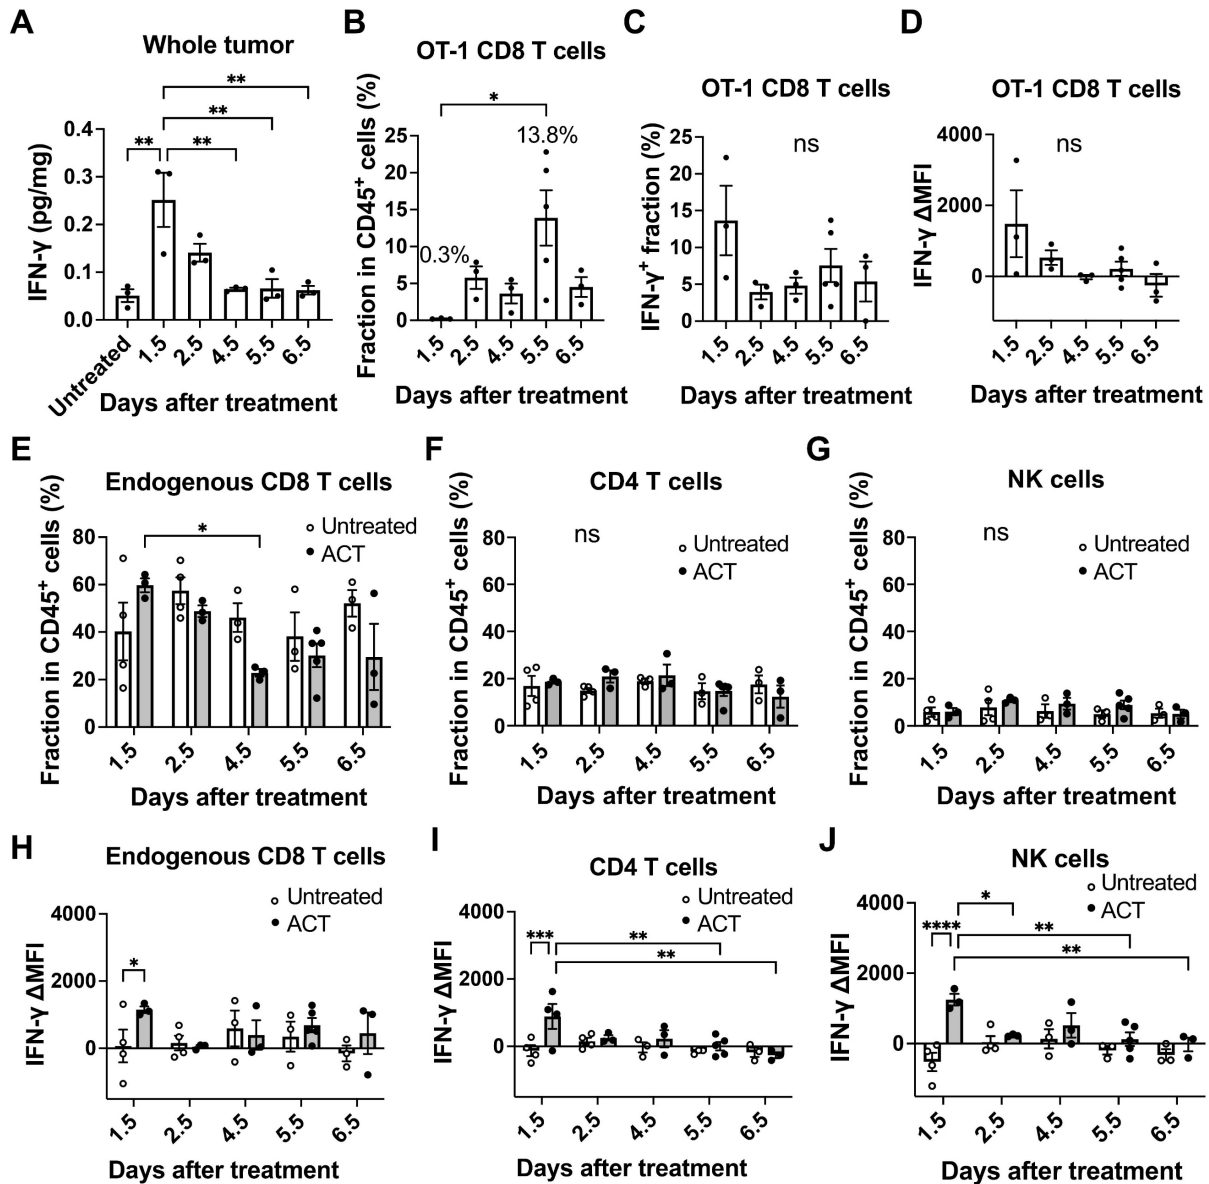 A
Whole tumor
**
**
**
**
IFN-γ (pg/mg)
0.4
0.3
0.2
0.1
0.0
Untreated
1.5
2.5
4.5
5.5
6.5
Days after treatment
B
OT-1 CD8 T cells
*
13.8%
0.3%
Fraction in CD45+ cells (%)
25
20
15
10
5
0
1.5
2.5
4.5
5.5
6.5
Days after treatment
C
OT-1 CD8 T cells
ns
IFN-γ+ fraction (%)
25
20
15
10
5
0
1.5
2.5
4.5
5.5
6.5
Days after treatment
D
OT-1 CD8 T cells
ns
IFN-γ ΔMFI
4000
2000
0
1.5
2.5
4.5
5.5
6.5
Days after treatment
E
Endogenous CD8 T cells
Untreated
ACT
*
Fraction in CD45+ cells (%)
80
60
40
20
0
1.5
2.5
4.5
5.5
6.5
Days after treatment
F
CD4 T cells
ns
Untreated
ACT
Fraction in CD45+ cells (%)
80
60
40
20
0
1.5
2.5
4.5
5.5
6.5
Days after treatment
G
NK cells
ns
Untreated
ACT
Fraction in CD45+ cells (%)
80
60
40
20
0
1.5
2.5
4.5
5.5
6.5
Days after treatment
H
Endogenous CD8 T cells
Untreated
ACT
*
IFN-γ ΔMFI
4000
2000
0
1.5
2.5
4.5
5.5
6.5
Days after treatment
I
CD4 T cells
Untreated
ACT
***
**
**
IFN-γ ΔMFI
4000
2000
0
1.5
2.5
4.5
5.5
6.5
Days after treatment
J
NK cells
Untreated
ACT
*
****
**
**
IFN-γ ΔMFI
4000
2000
0
1.5
2.5
4.5
5.5
6.5
Days after treatment